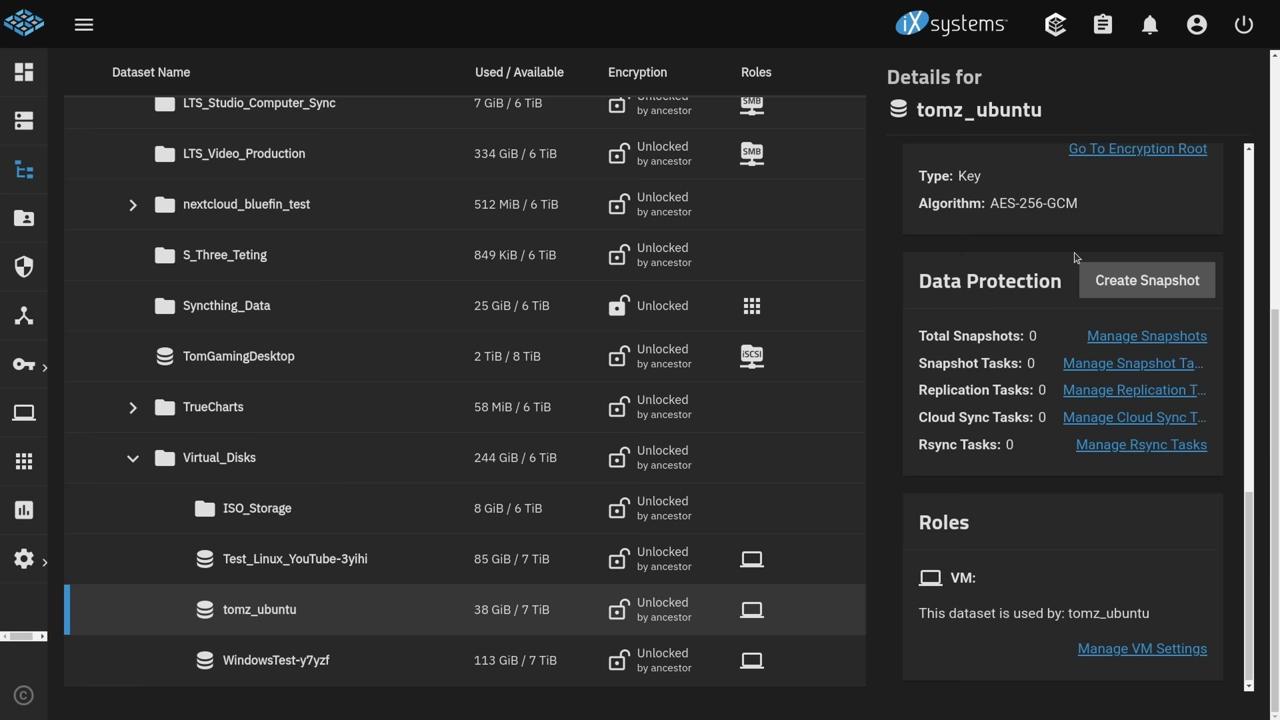 iXsystems
Dataset Name Used / Available Encryption Roles
LTS_Studio_Computer_Sync 7 GiB / 6 TiB Unlocked by ancestor SMB
LTS_Video_Production 334 GiB / 6 TiB Unlocked by ancestor SMB
nextcloud_bluefin_test 512 MiB / 6 TiB Unlocked by ancestor
S_Three_Teting 849 KiB / 6 TiB Unlocked by ancestor
Syncthing_Data 25 GiB / 6 TiB Unlocked
TomGamingDesktop 2 TiB / 8 TiB Unlocked by ancestor iSCSI
TrueCharts 58 MiB / 6 TiB Unlocked by ancestor
Virtual_Disks 244 GiB / 6 TiB Unlocked by ancestor
ISO_Storage 8 GiB / 6 TiB Unlocked by ancestor
Test_Linux_YouTube-3yihi 85 GiB / 7 TiB Unlocked by ancestor
tomz_ubuntu 38 GiB / 7 TiB Unlocked by ancestor
WindowsTest-y7yzf 113 GiB / 7 TiB Unlocked by ancestor
Details for
tomz_ubuntu
Go To Encryption Root
Type: Key
Algorithm: AES-256-GCM
Data Protection Create Snapshot
Total Snapshots: 0 Manage Snapshots
Snapshot Tasks: 0 Manage Snapshot Ta...
Replication Tasks: 0 Manage Replication T...
Cloud Sync Tasks: 0 Manage Cloud Sync T...
Rsync Tasks: 0 Manage Rsync Tasks
Roles
VM:
This dataset is used by: tomz_ubuntu
Manage VM Settings